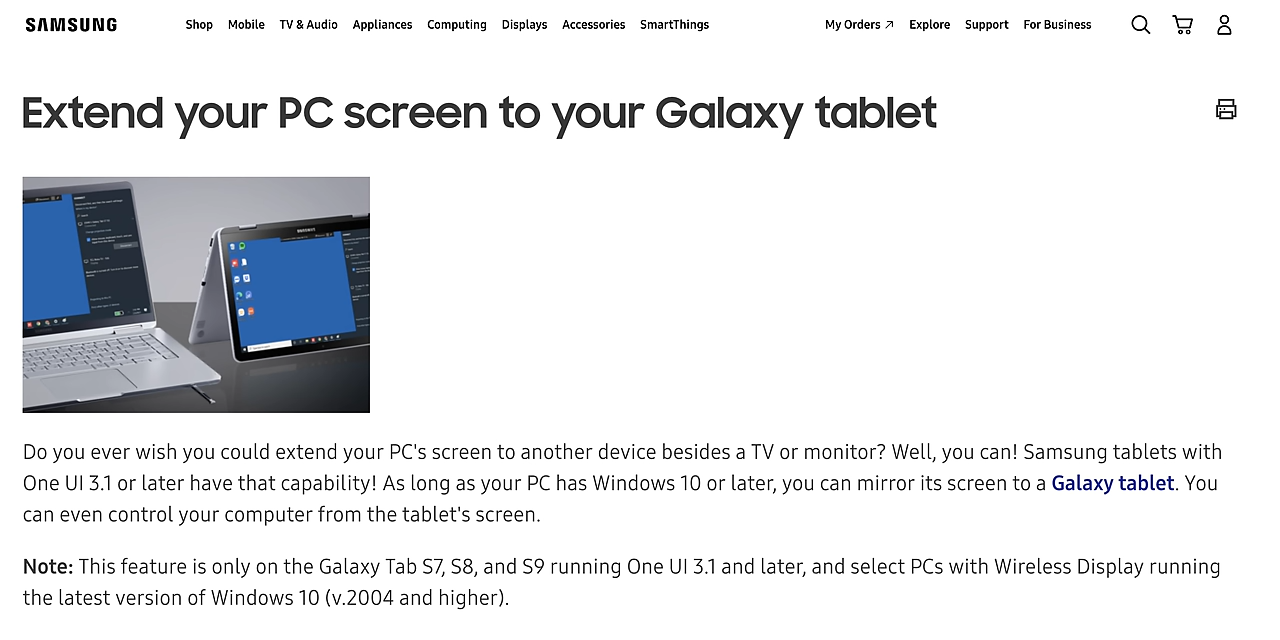 SAMSUNG
Shop Mobile TV & Audio Appliances Computing Displays Accessories SmartThings My Orders Explore Support For Business
Extend your PC screen to your Galaxy tablet
SAMSUNG
Do you ever wish you could extend your PC's screen to another device besides a TV or monitor? Well, you can! Samsung tablets with
One UI 3.1 or later have that capability! As long as your PC has Windows 10 or later, you can mirror its screen to a Galaxy tablet. You
can even control your computer from the tablet's screen.
Note: This feature is only on the Galaxy Tab S7, S8, and S9 running One UI 3.1 and later, and select PCs with Wireless Display running
the latest version of Windows 10 (v.2004 and higher).